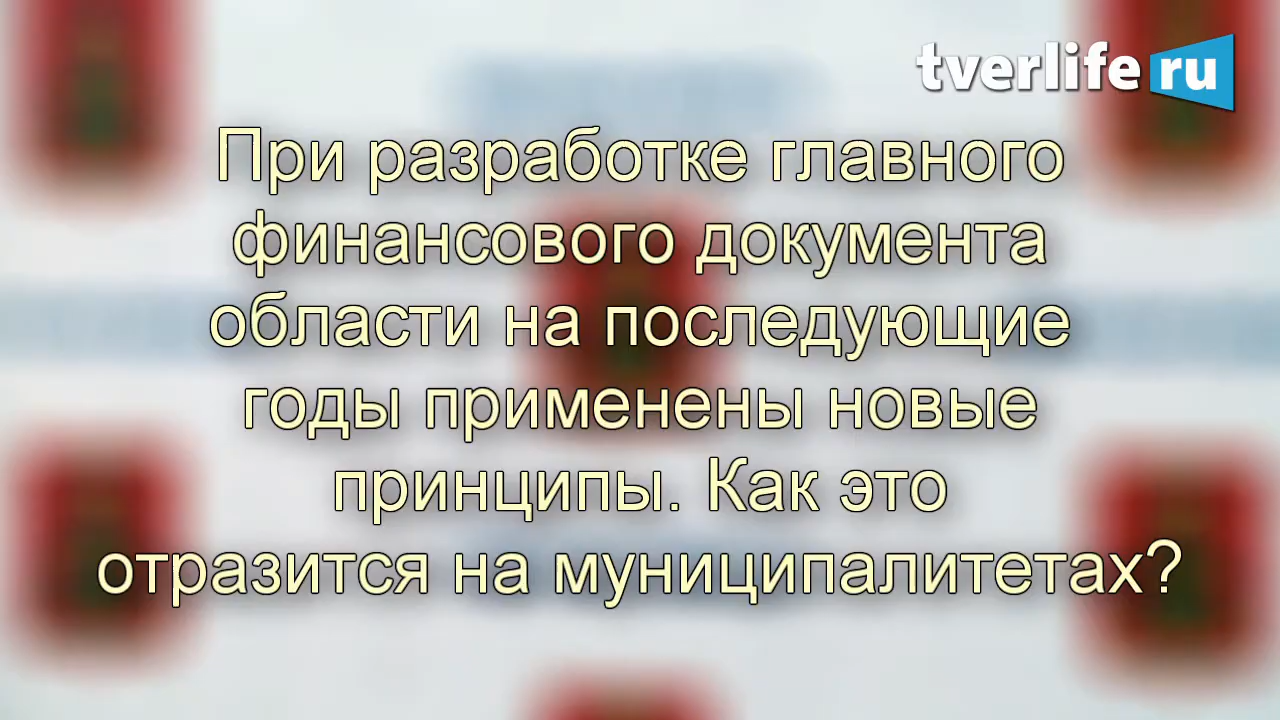 tverlife ru
При разработке главного
финансового документа
области на последующие
годы применены новые
принципы. Как это
отразится на муниципалитетах?